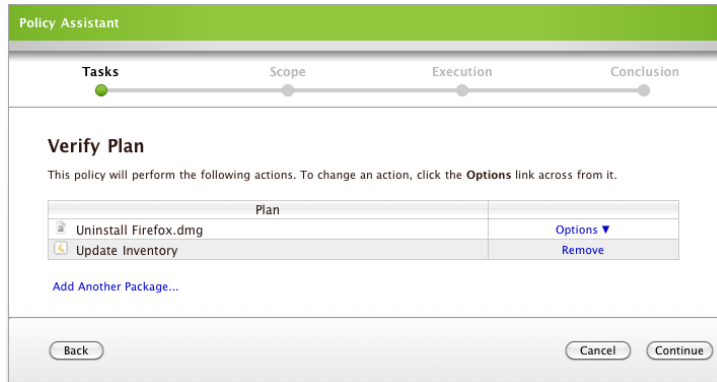 Policy Assistant
Tasks Scope Execution Conclusion
Verify Plan
This policy will perform the following actions. To change an action, click the Options link across from it.
Plan
Uninstall Firefox.dmg Options ▼
Update Inventory Remove
Add Another Package...
Back Cancel Continue